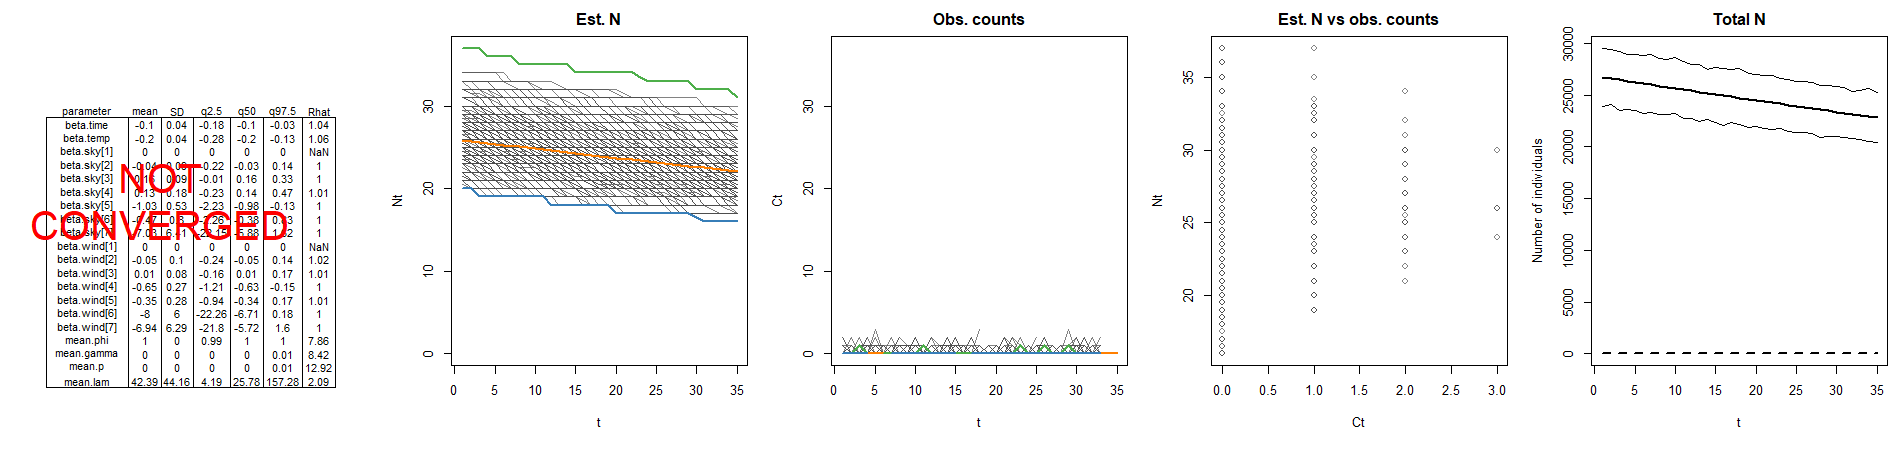 parameter mean SD q2.5 q50 q97.5 Rhat
beta.time -0.1 0.04 -0.18 -0.1 -0.03 1.04
beta.temp -0.2 0.04 -0.28 -0.2 -0.13 1.06
beta.sky[1] 0 0 0 0 0 NaN
beta.sky[2] -0.04 -0.22 -0.03 0.14 1
beta.sky[3] 0.09 -0.01 0.16 0.33 1
beta.sky[4] 0.13 0.18 -0.23 0.14 0.47 1.01
beta.sky[5] -1.03 0.53 -2.23 -0.98 -0.13 1
beta.sky[6] 1
1
NOT
CONVERGED
beta.wind[1] 0 0 0 0 0 NaN
beta.wind[2] -0.05 0.1 -0.24 -0.05 0.14 1.02
beta.wind[3] 0.01 0.08 -0.16 0.01 0.17 1.01
beta.wind[4] -0.65 0.27 -1.21 -0.63 -0.15 1
beta.wind[5] -0.35 0.28 -0.94 -0.34 0.17 1.01
beta.wind[6] -8 6 -22.26 -6.71 0.18 1
beta.wind[7] -6.94 6.29 -21.8 -5.72 1.6 1
mean.phi 1 0 0.99 1 1 7.86
mean.gamma 0 0 0 0 0.01 8.42
mean.p 0 0 0 0 0.01 12.92
mean.lam 42.39 44.16 4.19 25.78 157.28 2.09
Est. N
Nt
0 10 20 30
0 5 10 15 20 25 30 35
t
Obs. counts
Ct
0 10 20 30
0 5 10 15 20 25 30 35
t
Est. N vs obs. counts
Nt
20 25 30 35
0.0 0.5 1.0 1.5 2.0 2.5 3.0
Ct
Total N
Number of individuals
0 5000 10000 15000 20000 25000 30000
0 5 10 15 20 25 30 35
t